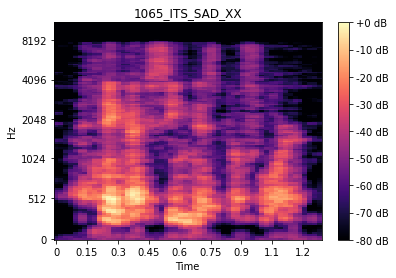 1065_ITS_SAD_XX
Hz
8192
4096
2048
1024
512
0
0 0.15 0.3 0.45 0.6 0.75 0.9 1.1 1.2
Time
+0 dB
-10 dB
-20 dB
-30 dB
-40 dB
-50 dB
-60 dB
-70 dB
-80 dB